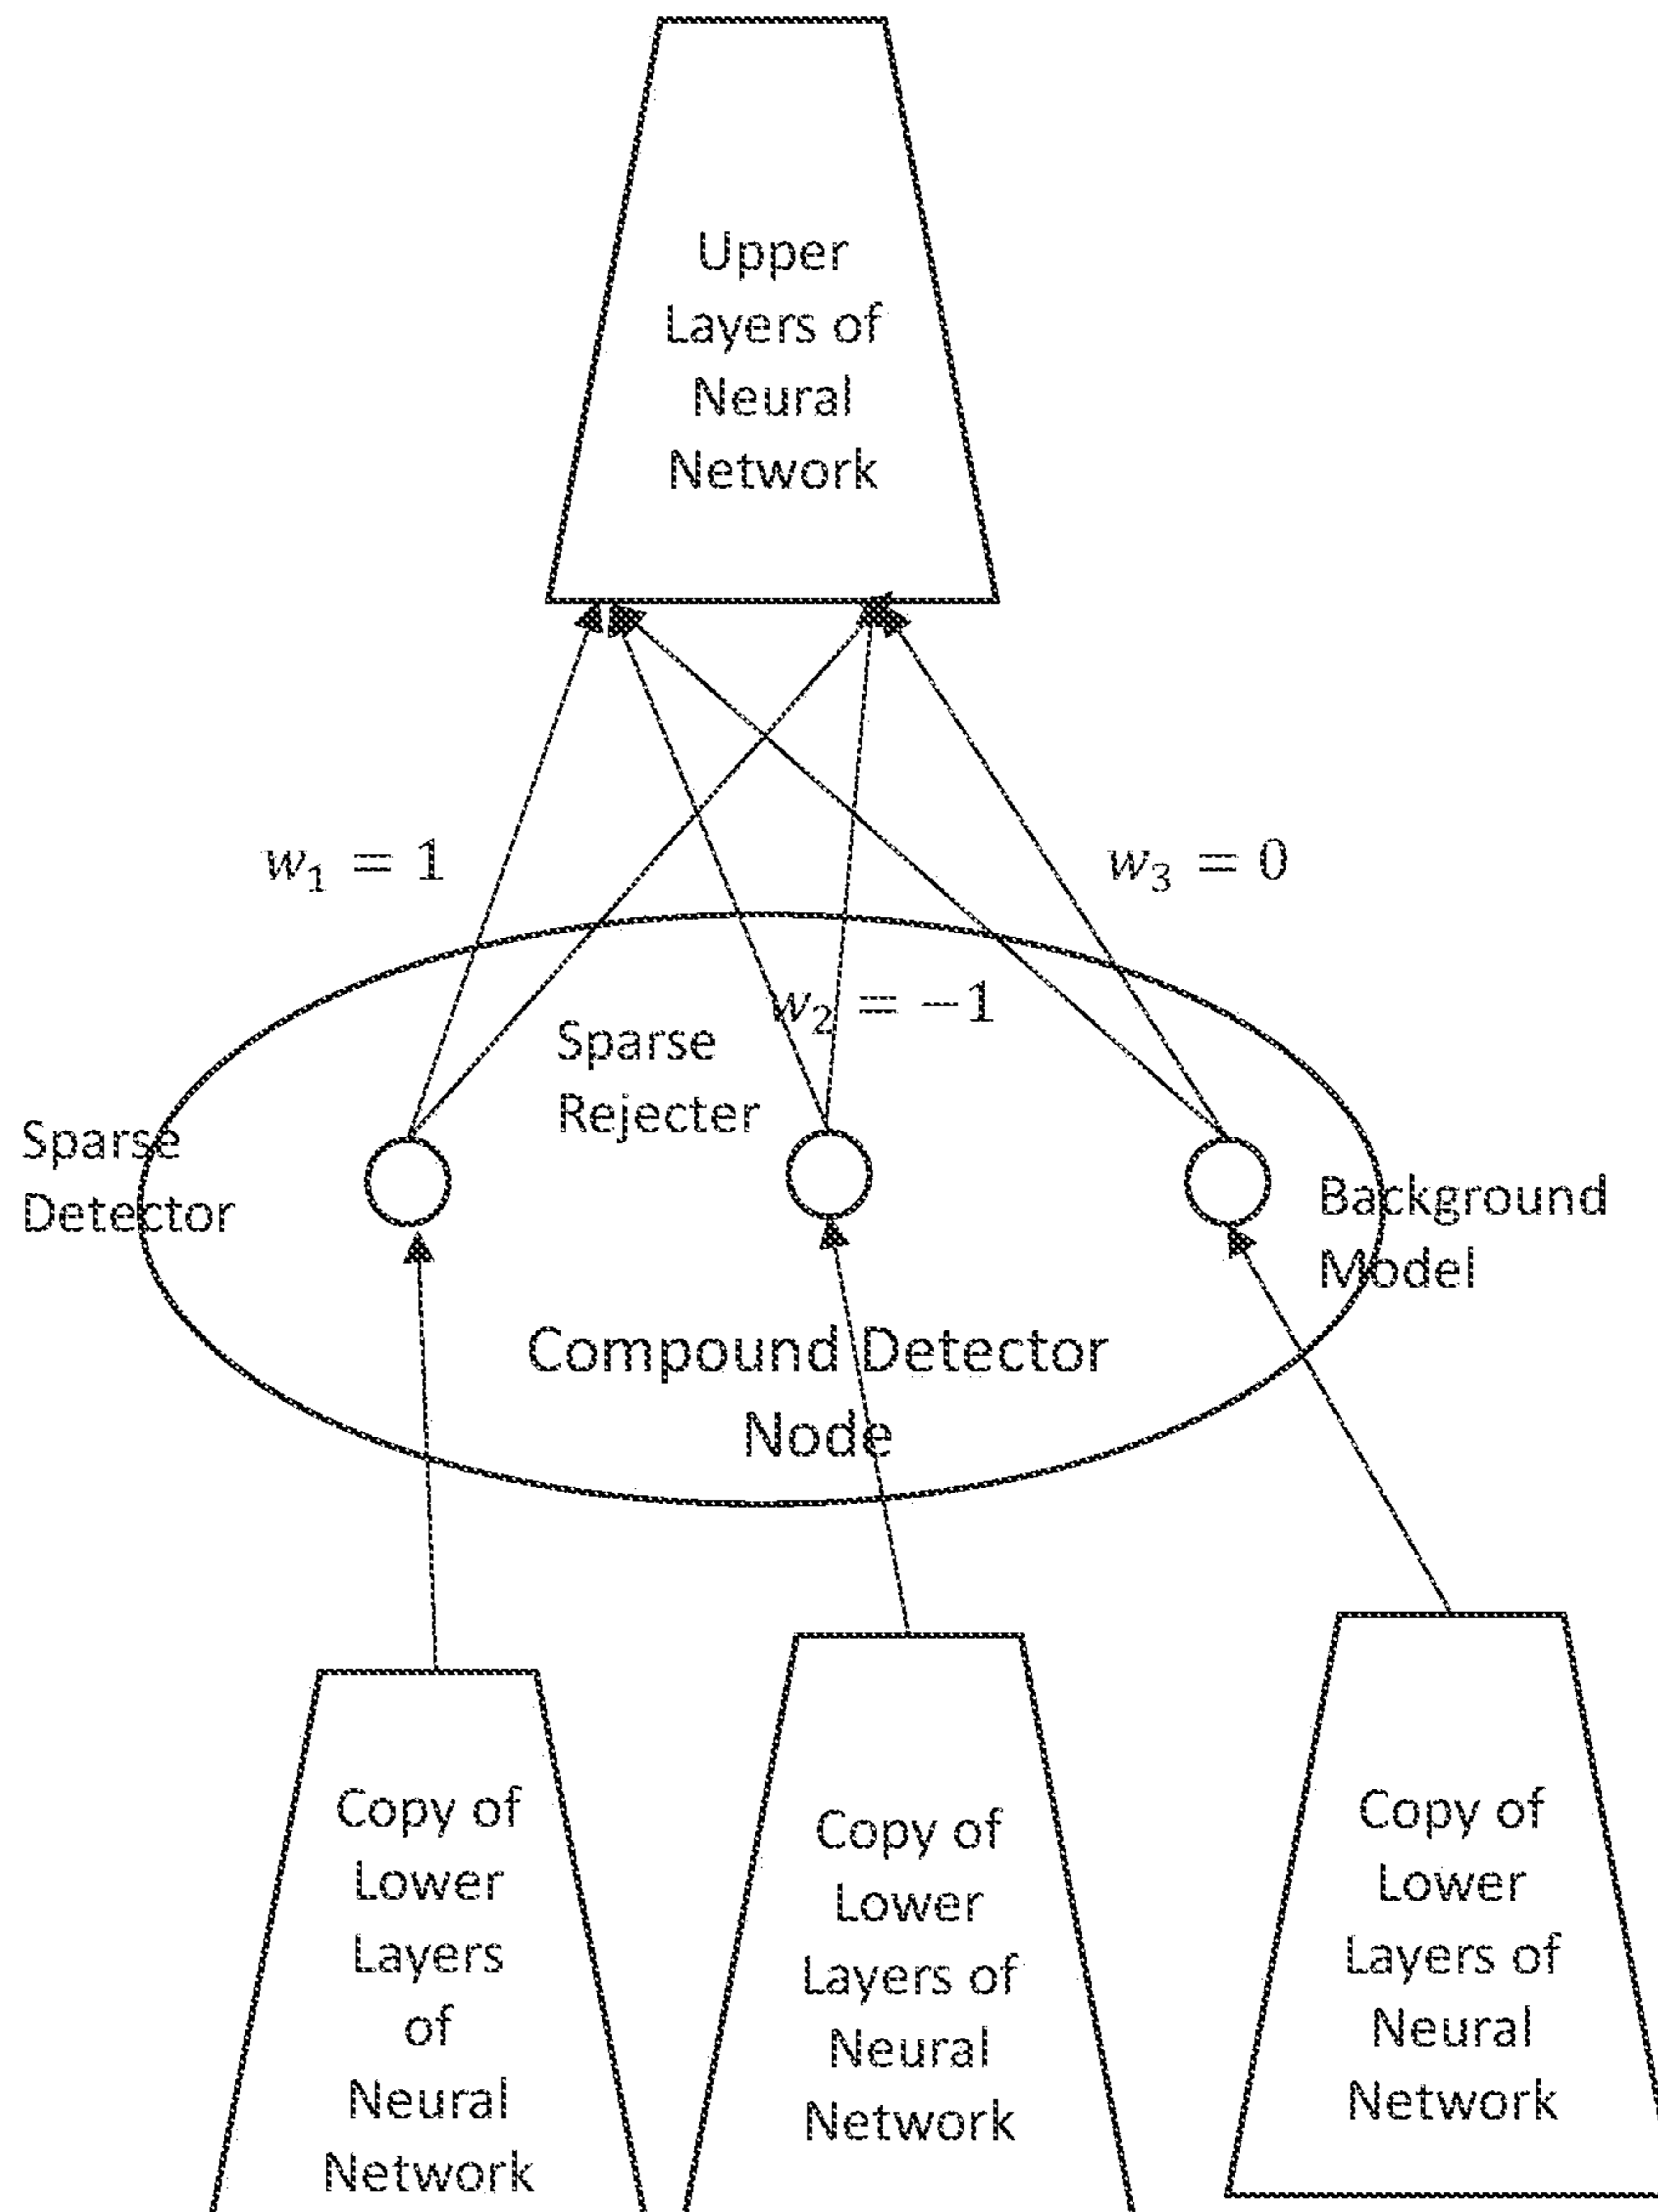 Upper
Layers of
Neural
Network
w₁ = 1
w₃ = 0
w₂ = −1
Sparse
Rejecter
Sparse
Detector
Background
Model
Compound Detector
Node
Copy of
Lower
Layers
of
Neural
Network
Copy of
Lower
Layers of
Neural
Network
Copy of
Lower
Layers of
Neural
Network